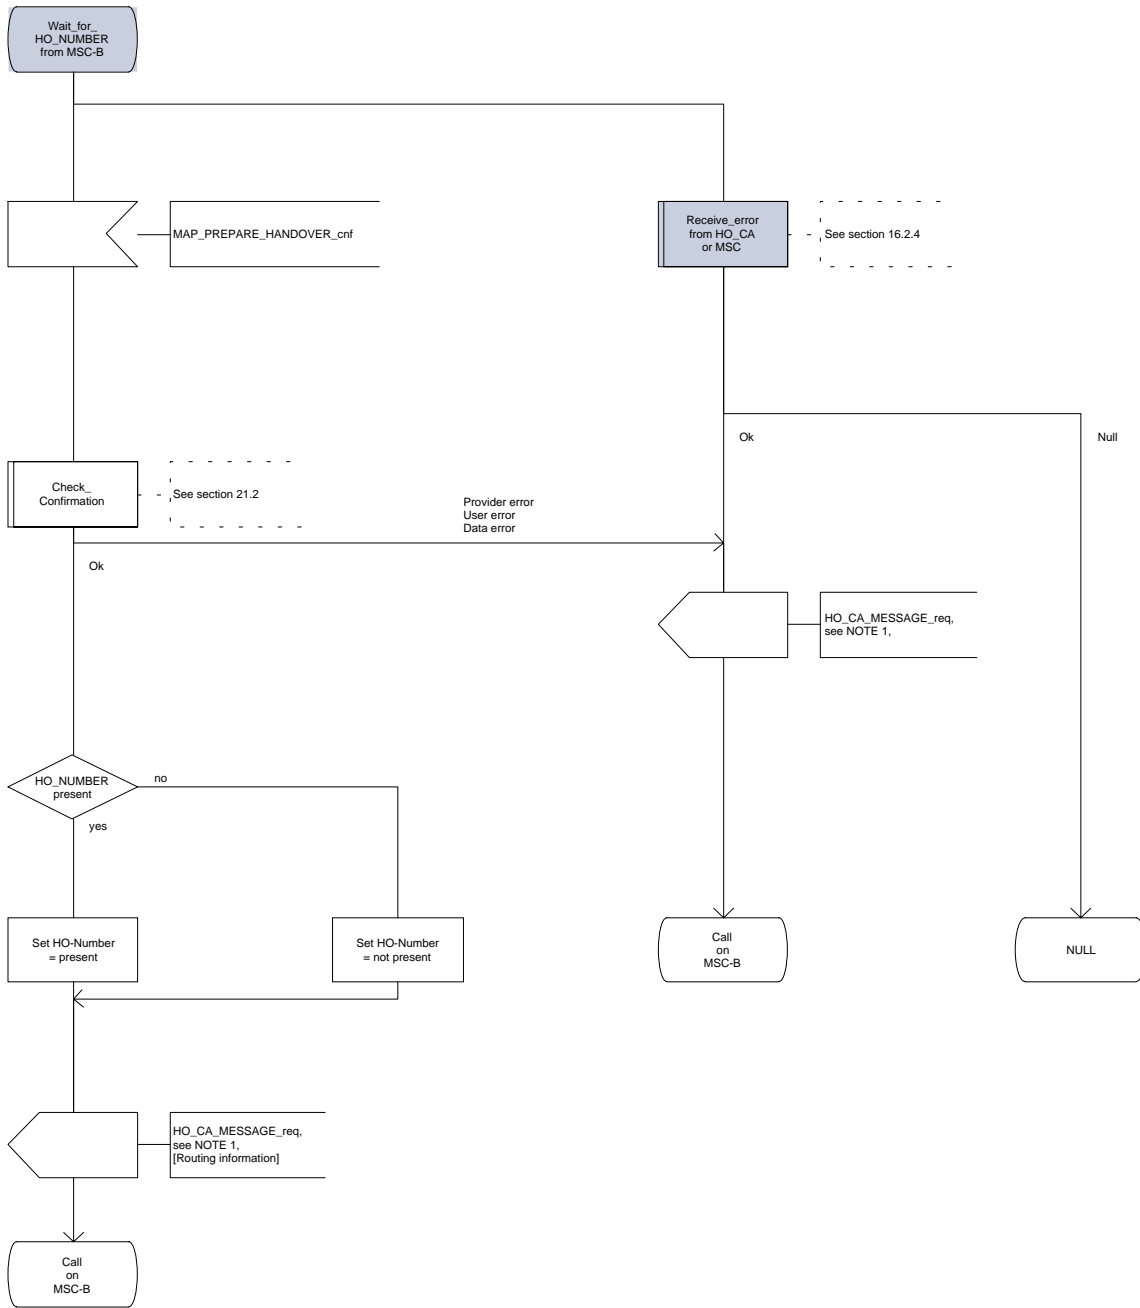 Wait_for_
HO_NUMBER
from MSC-B
MAP_PREPARE_HANDOVER_cnf
Receive_error
from HO_CA
or MSC
See section 16.2.4
Ok
Null
Check_
Confirmation
See section 21.2
Provider error
User error
Data error
Ok
HO_CA_MESSAGE_req,
see NOTE 1,
HO_NUMBER
present
no
yes
Set HO-Number
= present
Set HO-Number
= not present
Call
on
MSC-B
NULL
HO_CA_MESSAGE_req,
see NOTE 1,
[Routing information]
Call
on
MSC-B